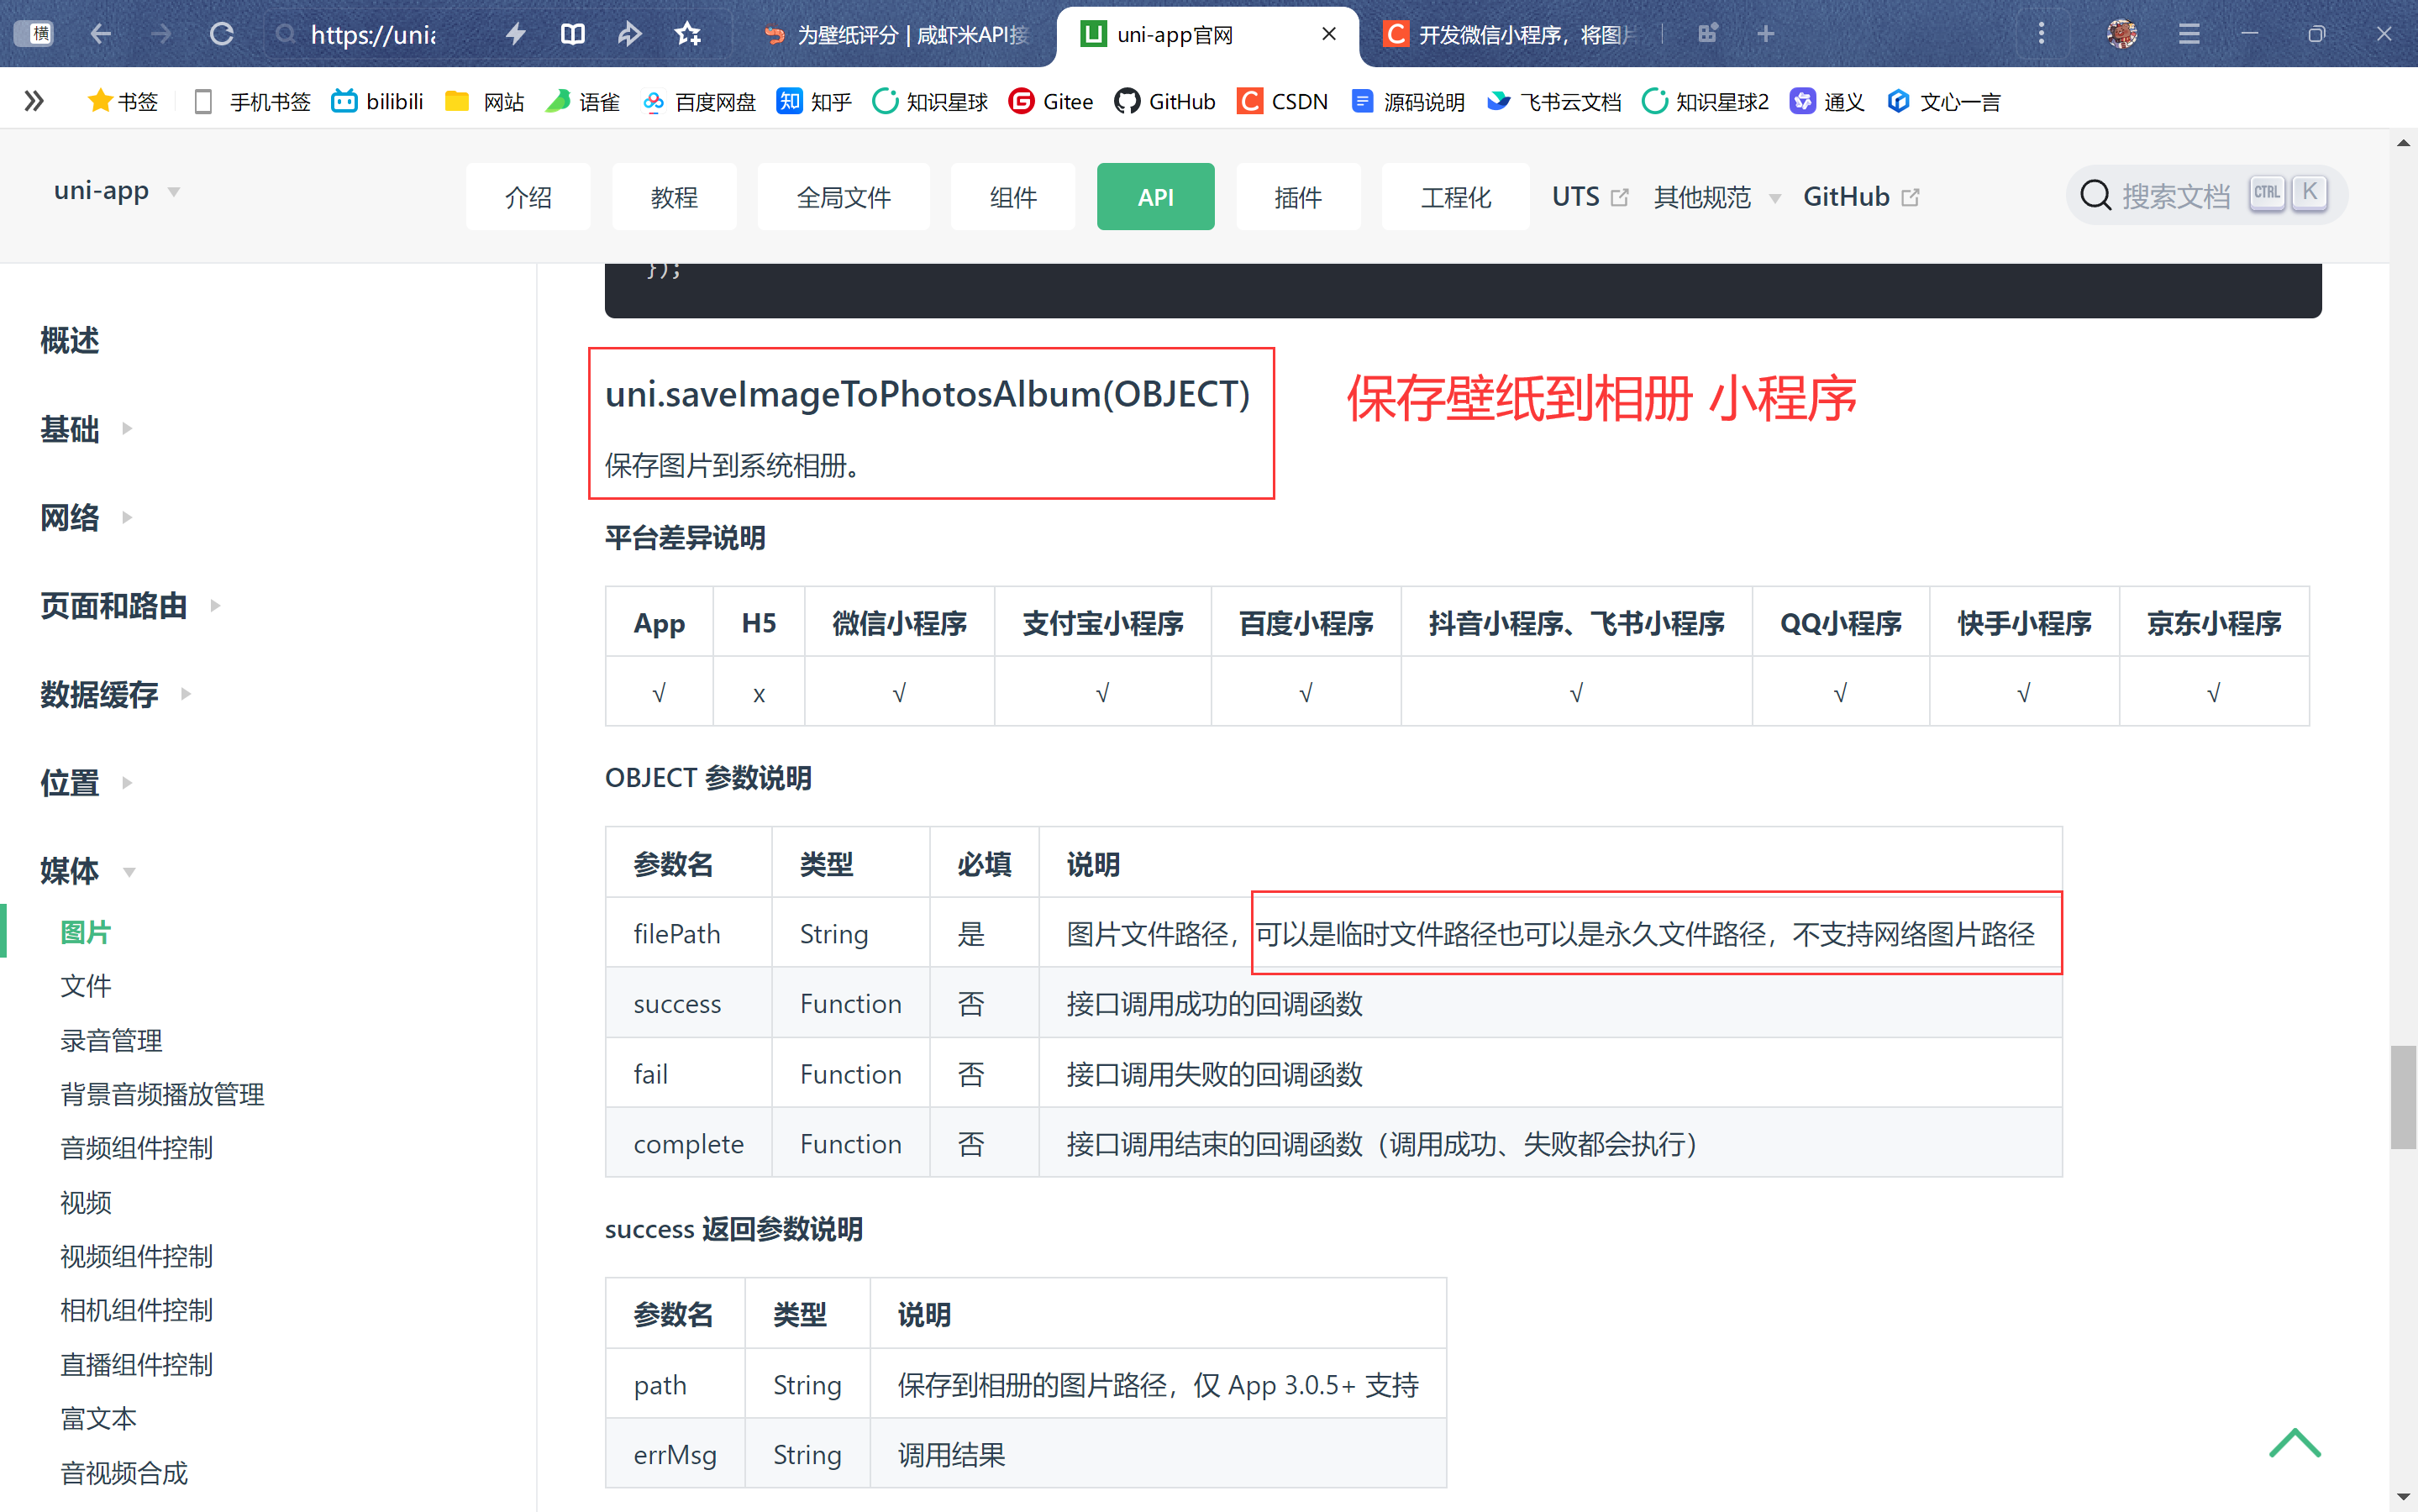 横
https://uni
为壁纸评分 | 咸虾米API接
uni-app官网
C 开发微信小程序，将图片
书签
手机书签
bilibili
网站
语雀
百度网盘
知 知乎
知识星球
G Gitee
GitHub
C CSDN
源码说明
飞书云文档
知识星球2
通义
文心一言
uni-app
介绍
教程
全局文件
组件
API
插件
工程化
UTS
其他规范
GitHub
搜索文档
CTRL
K
概述
基础
网络
页面和路由
数据缓存
位置
媒体
图片
文件
录音管理
背景音频播放管理
音频组件控制
视频
视频组件控制
相机组件控制
直播组件控制
富文本
音视频合成
});
uni.saveImageToPhotosAlbum(OBJECT)
保存壁纸到相册 小程序
保存图片到系统相册。
平台差异说明
App H5 微信小程序 支付宝小程序 百度小程序 抖音小程序、飞书小程序 QQ小程序 快手小程序 京东小程序
√ x √ √ √ √ √ √ √
OBJECT 参数说明
参数名 类型 必填 说明
filePath String 是 图片文件路径，可以是临时文件路径也可以是永久文件路径，不支持网络图片路径
success Function 否 接口调用成功的回调函数
fail Function 否 接口调用失败的回调函数
complete Function 否 接口调用结束的回调函数（调用成功、失败都会执行）
success 返回参数说明
参数名 类型 说明
path String 保存到相册的图片路径，仅 App 3.0.5+ 支持
errMsg String 调用结果